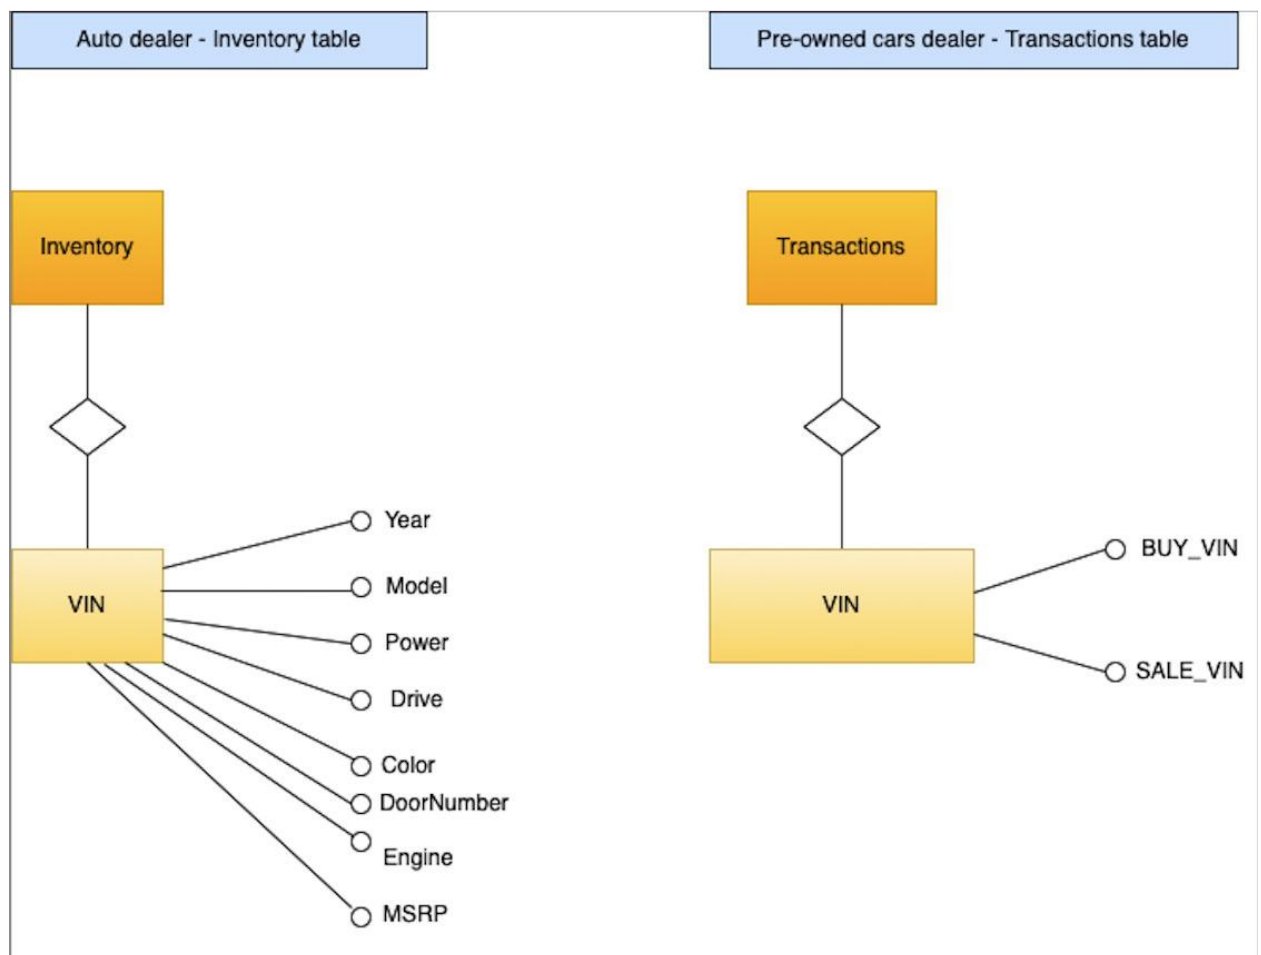 Auto dealer - Inventory table
Pre-owned cars dealer - Transactions table
Inventory
Transactions
VIN
Year
Model
Power
Drive
Color
DoorNumber
Engine
MSRP
VIN
BUY_VIN
SALE_VIN